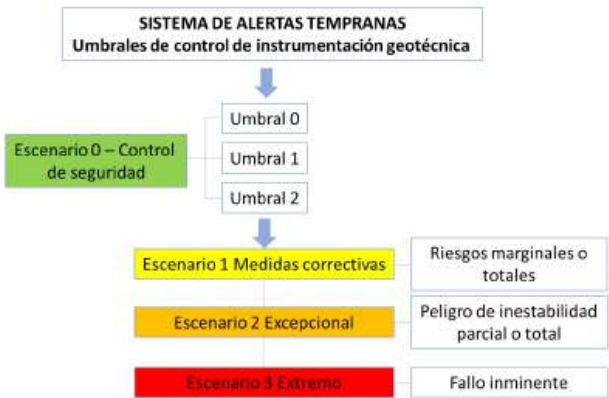 SISTEMA DE ALERTAS TEMPRANAS
Umbrales de control de instrumentación geotécnica
Umbral 0
Escenario 0 – Control
de seguridad
Umbral 1
Umbral 2
Escenario 1 Medidas correctivas
Riesgos marginales o
totales
Escenario 2 Excepcional
Peligro de inestabilidad
parcial o total
Escenario 3 Extremo
Fallo inminente